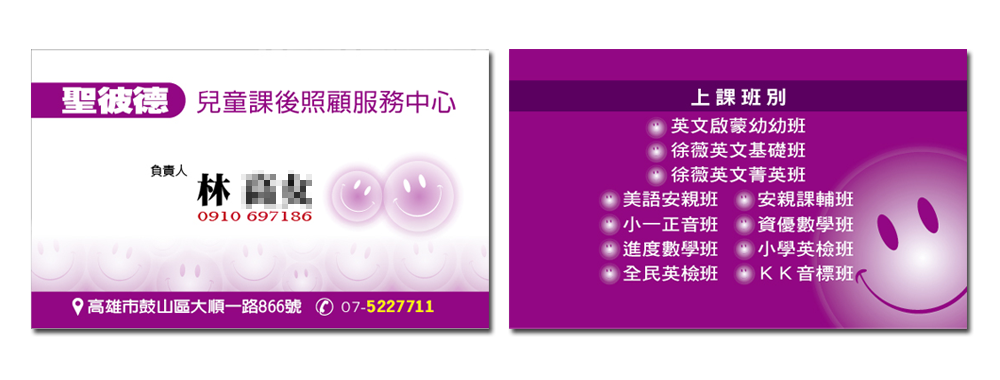 聖彼德 兒童課後照顧服務中心
負責人
林
0910 697186
高雄市鼓山區大順一路866號 07-5227711
上課班別
英文啟蒙幼幼班
徐薇英文基礎班
徐薇英文菁英班
美語安親班 安親課輔班
小一正音班 資優數學班
進度數學班 小學英檢班
全民英檢班 ＫＫ音標班